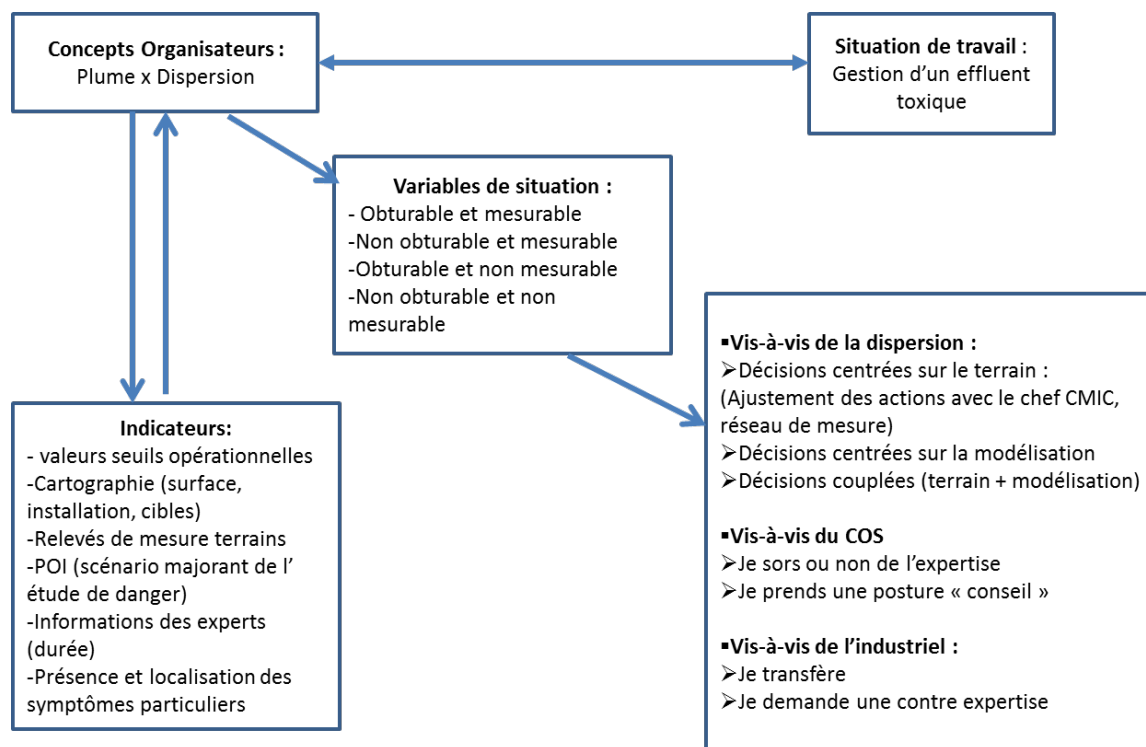 Concepts Organisateurs :
Plume x Dispersion
Situation de travail :
Gestion d’un effluent
toxique
Variables de situation :
- Obturable et mesurable
-Non obturable et mesurable
-Obturable et non mesurable
-Non obturable et non
mesurable
Indicateurs:
- valeurs seuils opérationnelles
-Cartographie (surface,
installation, cibles)
-Relevés de mesure terrains
-POI (scénario majorant de l’
étude de danger)
-Informations des experts
(durée)
-Présence et localisation des
symptômes particuliers
▪Vis-à-vis de la dispersion :
➢Décisions centrées sur le terrain :
(Ajustement des actions avec le chef CMIC,
réseau de mesure)
➢Décisions centrées sur la modélisation
➢Décisions couplées (terrain + modélisation)
▪Vis-à-vis du COS
➢Je sors ou non de l’expertise
➢Je prends une posture « conseil »
▪Vis-à-vis de l’industriel :
➢Je transfère
➢Je demande une contre expertise